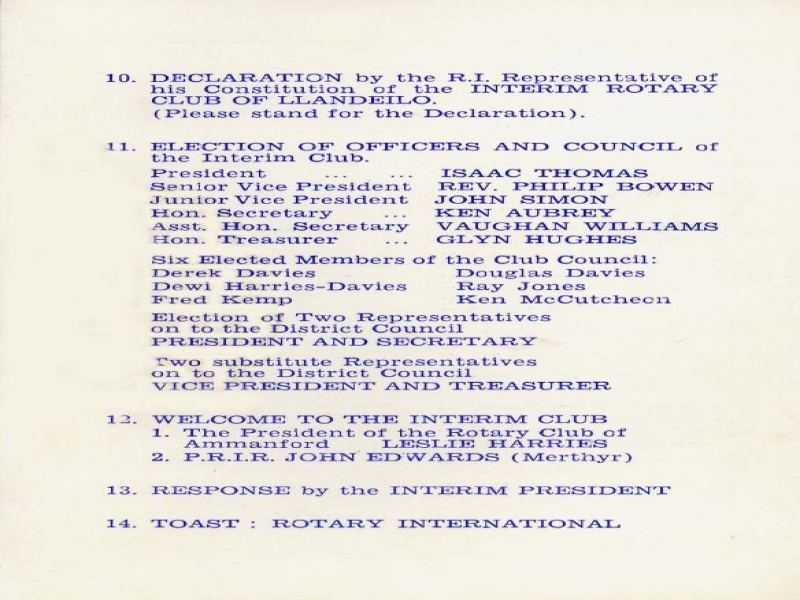 10. DECLARATION by the R.I. Representative of
his Constitution of the INTERIM ROTARY
CLUB OF LLANDEILO.
(Please stand for the Declaration).
11. ELECTION OF OFFICERS AND COUNCIL of
the Interim Club.
President ... ... ISAAC THOMAS
Senior Vice President REV. PHILIP BOWEN
Junior Vice President JOHN SIMON
Hon. Secretary ... KEN AUBREY
Asst. Hon. Secretary VAUGHAN WILLIAMS
Hon. Treasurer ... GLYN HUGHES
Six Elected Members of the Club Council:
Derek Davies Douglas Davies
Dewi Harries-Davies Ray Jones
Fred Kemp Ken McCutcheon
Election of Two Representatives
on to the District Council
PRESIDENT AND SECRETARY
Two substitute Representatives
on to the District Council
VICE PRESIDENT AND TREASURER
12. WELCOME TO THE INTERIM CLUB
1. The President of the Rotary Club of
Ammanford LESLIE HARRIES
2. P.R.I.R. JOHN EDWARDS (Merthyr)
13. RESPONSE by the INTERIM PRESIDENT
14. TOAST : ROTARY INTERNATIONAL